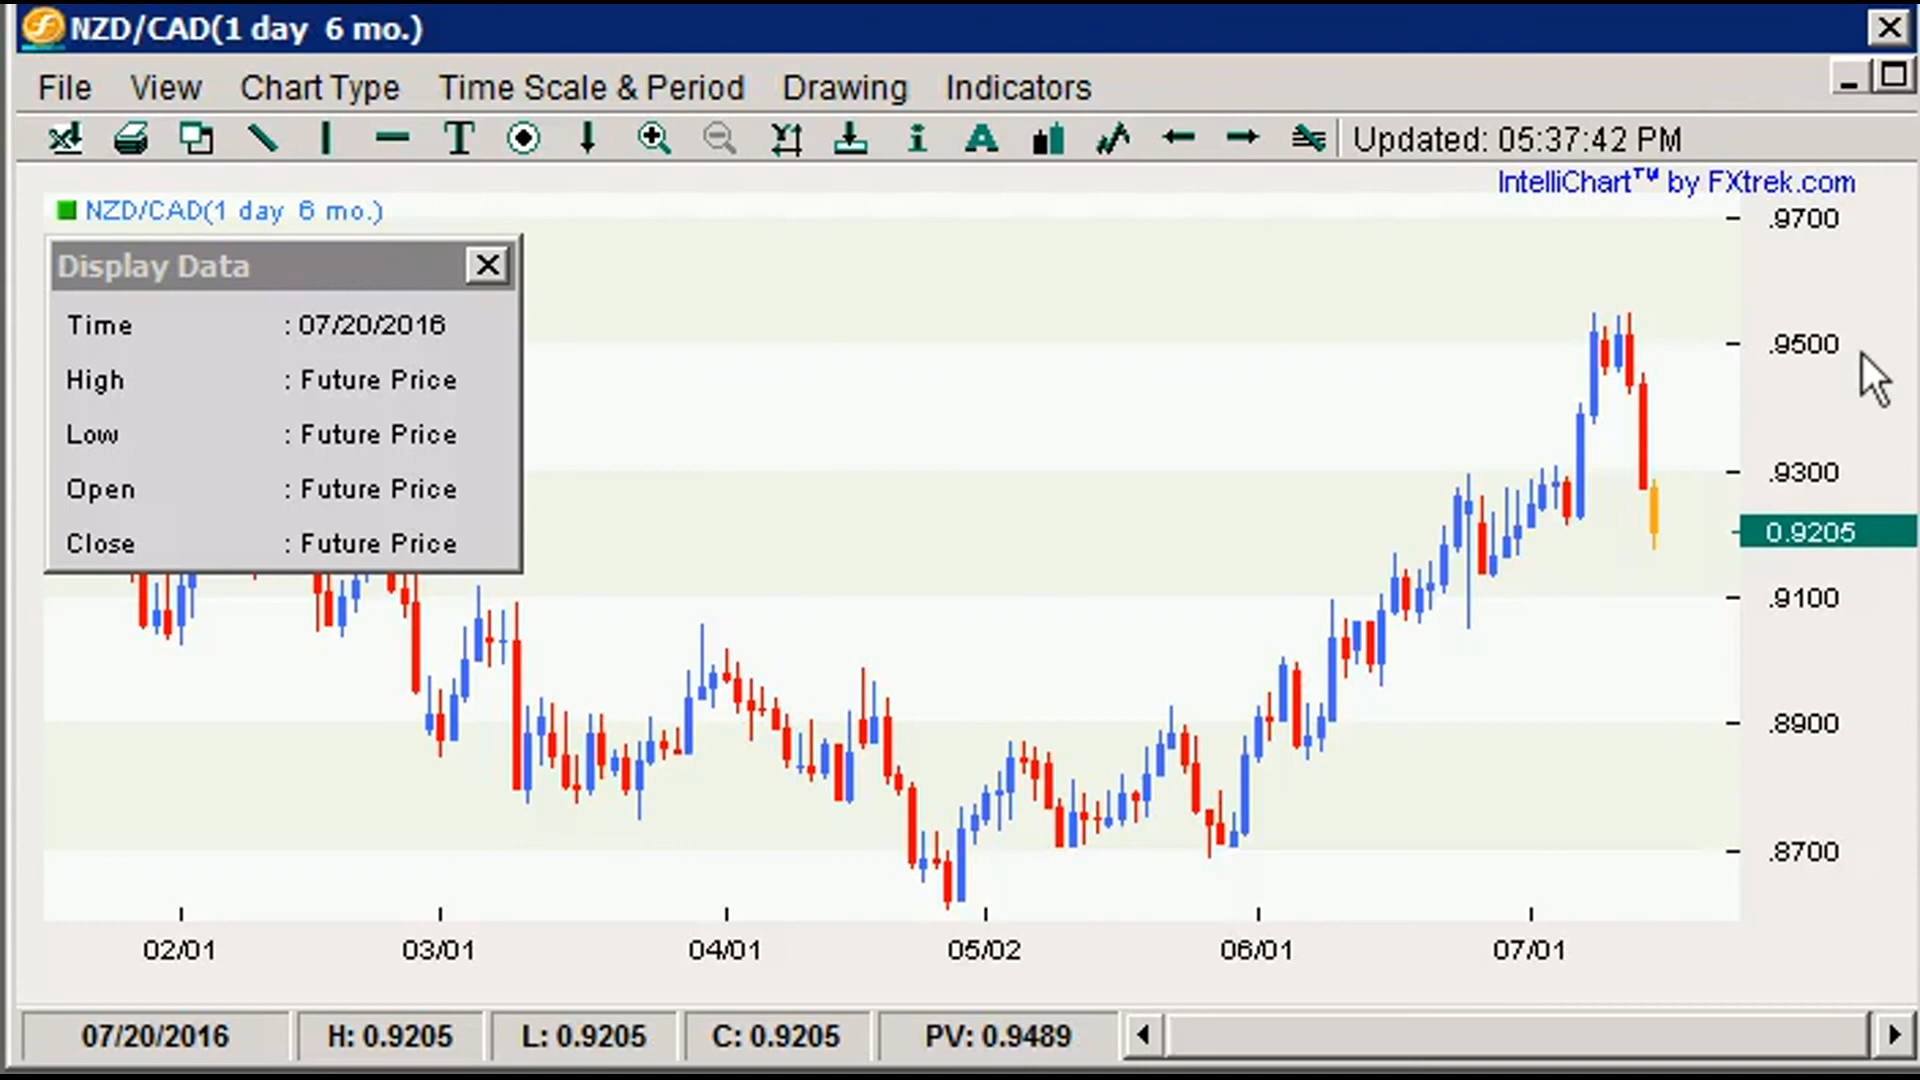 NZD/CAD(1 day 6 mo.)
File View Chart Type Time Scale & Period Drawing Indicators
T i A Updated: 05:37:42 PM
IntelliChart™ by FXtrek.com
NZD/CAD(1 day 6 mo.)
Display Data
Time : 07/20/2016
High : Future Price
Low : Future Price
Open : Future Price
Close : Future Price
.9700
.9500
.9300
0.9205
.9100
.8900
.8700
02/01 03/01 04/01 05/02 06/01 07/01
07/20/2016 H: 0.9205 L: 0.9205 C: 0.9205 PV: 0.9489